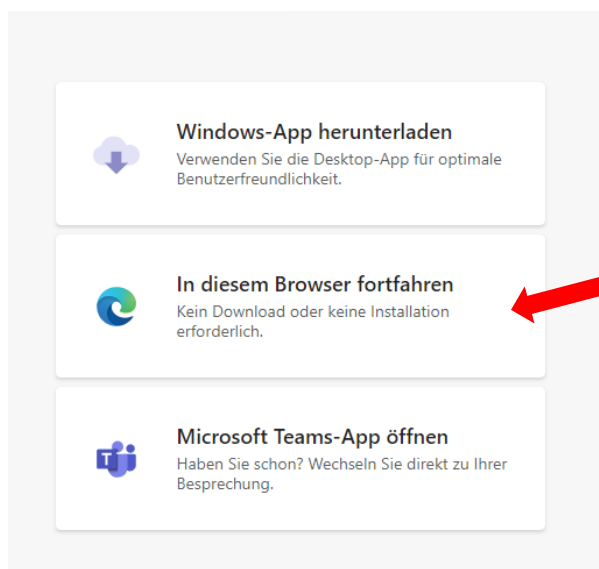 Windows-App herunterladen
Verwenden Sie die Desktop-App für optimale
Benutzerfreundlichkeit.
In diesem Browser fortfahren
Kein Download oder keine Installation
erforderlich.
Microsoft Teams-App öffnen
Haben Sie schon? Wechseln Sie direkt zu Ihrer
Besprechung.